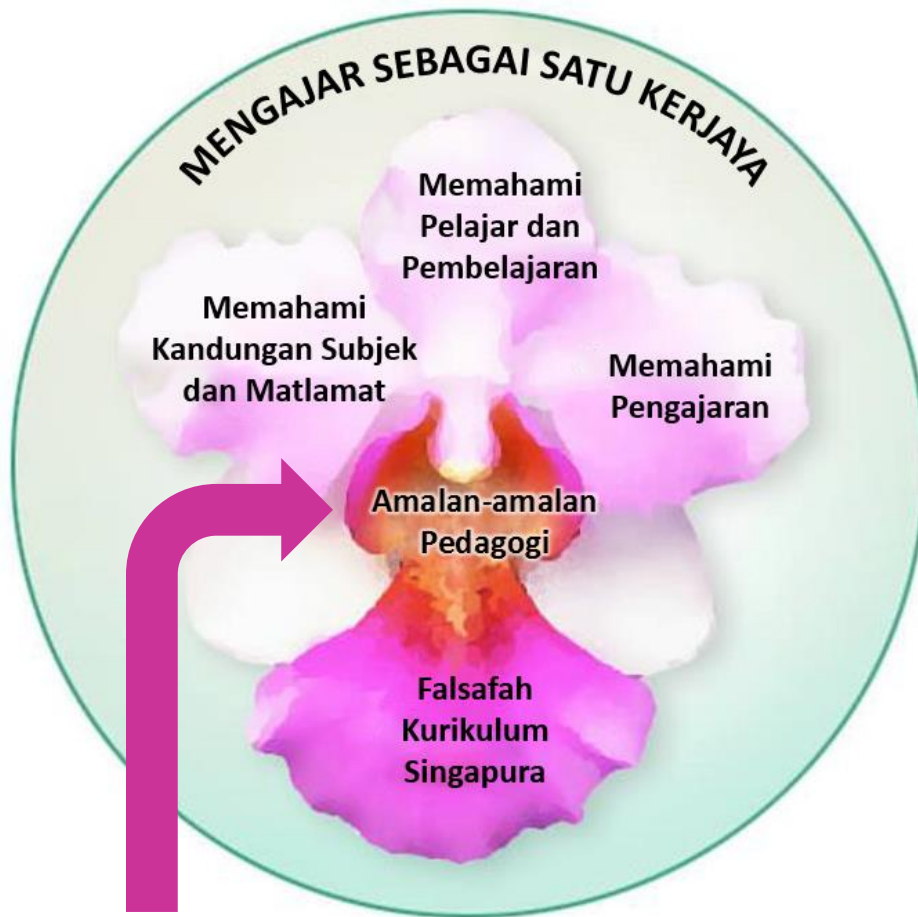 MENGAJAR SEBAGAI SATU KERJAYA
Memahami
Pelajar dan
Pembelajaran
Memahami
Kandungan Subjek
dan Matlamat
Memahami
Pengajaran
Amalan-amalan
Pedagogi
Falsafah
Kurikulum
Singapura